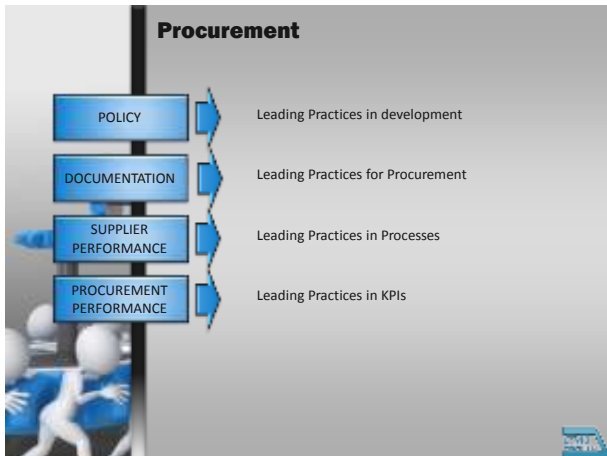 Procurement
POLICY
Leading Practices in development
DOCUMENTATION
Leading Practices for Procurement
SUPPLIER
PERFORMANCE
Leading Practices in Processes
PROCUREMENT
PERFORMANCE
Leading Practices in KPIs